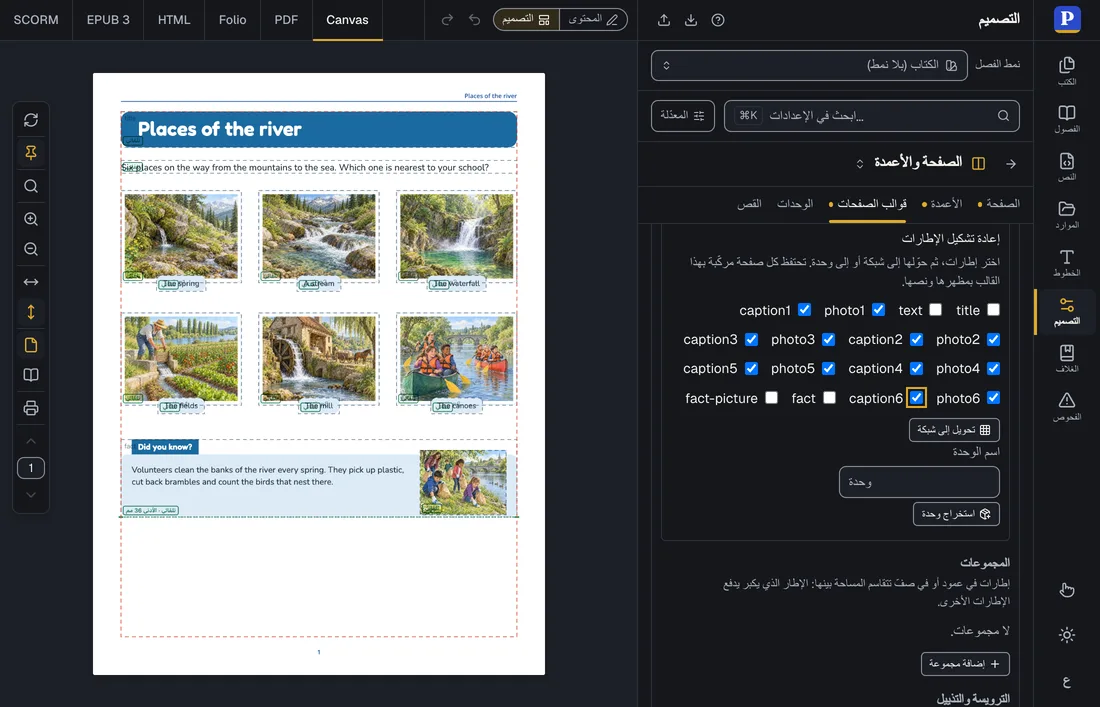 SCORM
EPUB 3
HTML
Folio
PDF
Canvas
التصميم
المحتوى
التصميم
P
نمط الفصل
الكتاب (بلا نمط)
ابحث في الإعدادات...
⌘K
المعدّلة
الصفحة والأعمدة
الصفحة
الأعمدة
قوالب الصفحات
الوحدات
القص
إعادة تشكيل الإطارات
اختر إطارات، ثم حوّلها إلى شبكة أو إلى وحدة. تحتفظ كل صفحة مركّبة بهذا
القالب بمظهرها ونصها.
title
text
photo1
caption1
photo2
caption2
photo3
caption3
photo4
caption4
photo5
caption5
photo6
caption6
fact
fact-picture
تحويل إلى شبكة
اسم الوحدة
وحدة
استخراج وحدة
المجموعات
إطارات في عمود أو في صفّ تتقاسم المساحة بينها: الإطار الذي يكبر يدفع
الإطارات الأخرى.
لا مجموعات.
إضافة مجموعة
الترويسة والتذييل
الكتب
الفصول
النص
الموارد
الخطوط
التصميم
الغلاف
الفحوص
ع
1
Places of the river
Places of the river
Six places on the way from the mountains to the sea. Which one is nearest to your school?
The spring
A stream
The waterfall
The fields
The mill
The canoes
Did you know?
Volunteers clean the banks of the river every spring. They pick up plastic,
cut back brambles and count the birds that nest there.
تلقائي · الأدنى 36 مم
1